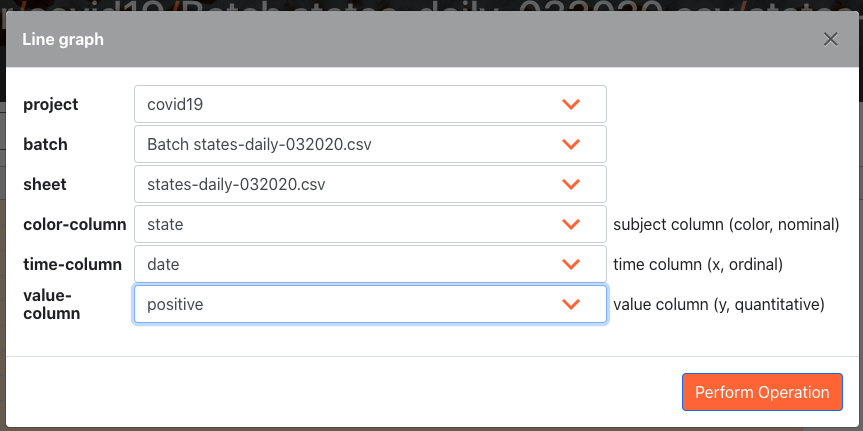 r/covid19/Batch states-daily-032020.csv/states-
Line graph
project covid19
batch Batch states-daily-032020.csv
sheet states-daily-032020.csv
color-column state subject column (color, nominal)
time-column date time column (x, ordinal)
value-
column positive value column (y, quantitative)
Perform Operation